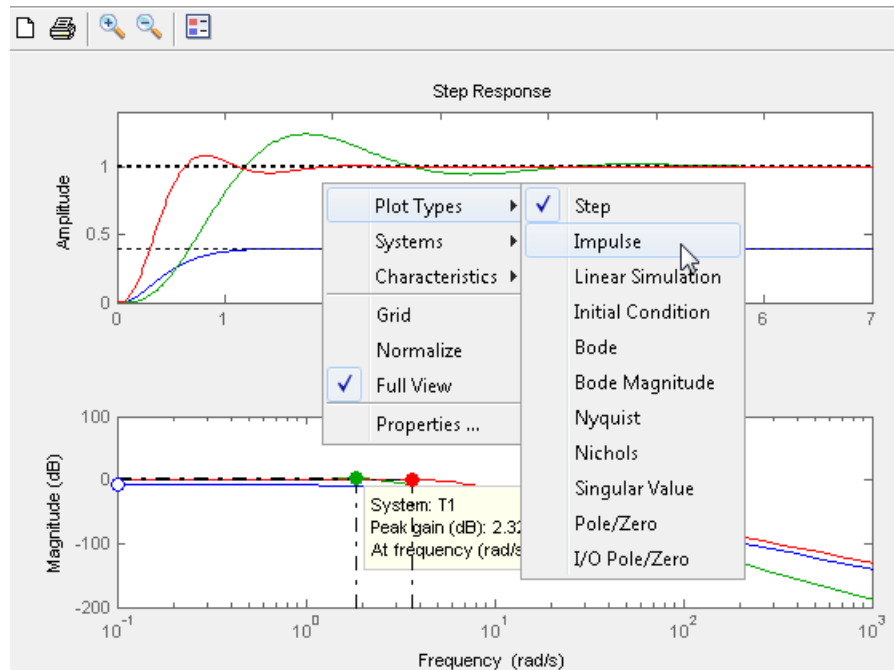 Step Response
Amplitude
1
0.5
0
0
1
6
7
Plot Types
Systems
Characteristics
Grid
Normalize
Full View
Properties ...
Step
Impulse
Linear Simulation
Initial Condition
Bode
Bode Magnitude
Nyquist
Nichols
Singular Value
Pole/Zero
I/O Pole/Zero
Magnitude (dB)
100
0
-100
-200
System: T1
Peak gain (dB): 2.32
At frequency (rad/s
10^-1
10^0
10^1
10^2
10^3
Frequency (rad/s)